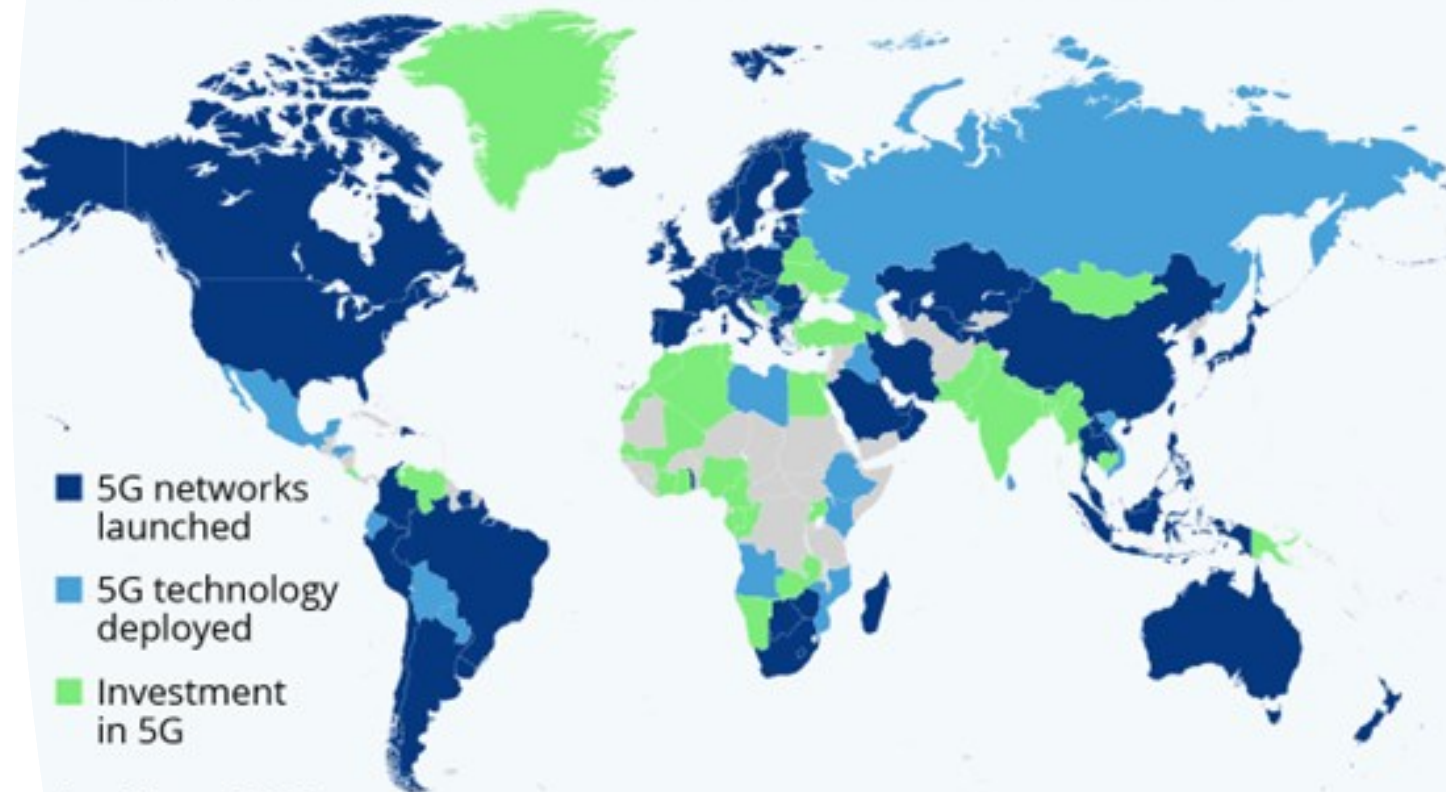 5G networks
launched
5G technology
deployed
Investment
in 5G